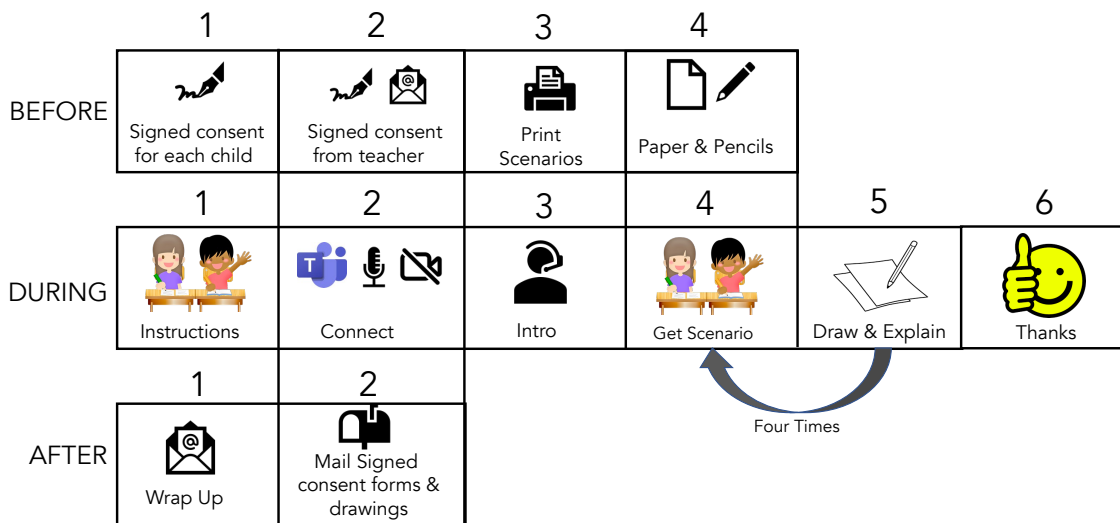 1 2 3 4
BEFORE
Signed consent
for each child
Signed consent
from teacher
Print
Scenarios
Paper & Pencils
1 2 3 4 5 6
DURING
Instructions
T
Connect
Intro
Get Scenario
Draw & Explain
Thanks
Four Times
1 2
AFTER
@
Wrap Up
Mail Signed
consent forms &
drawings